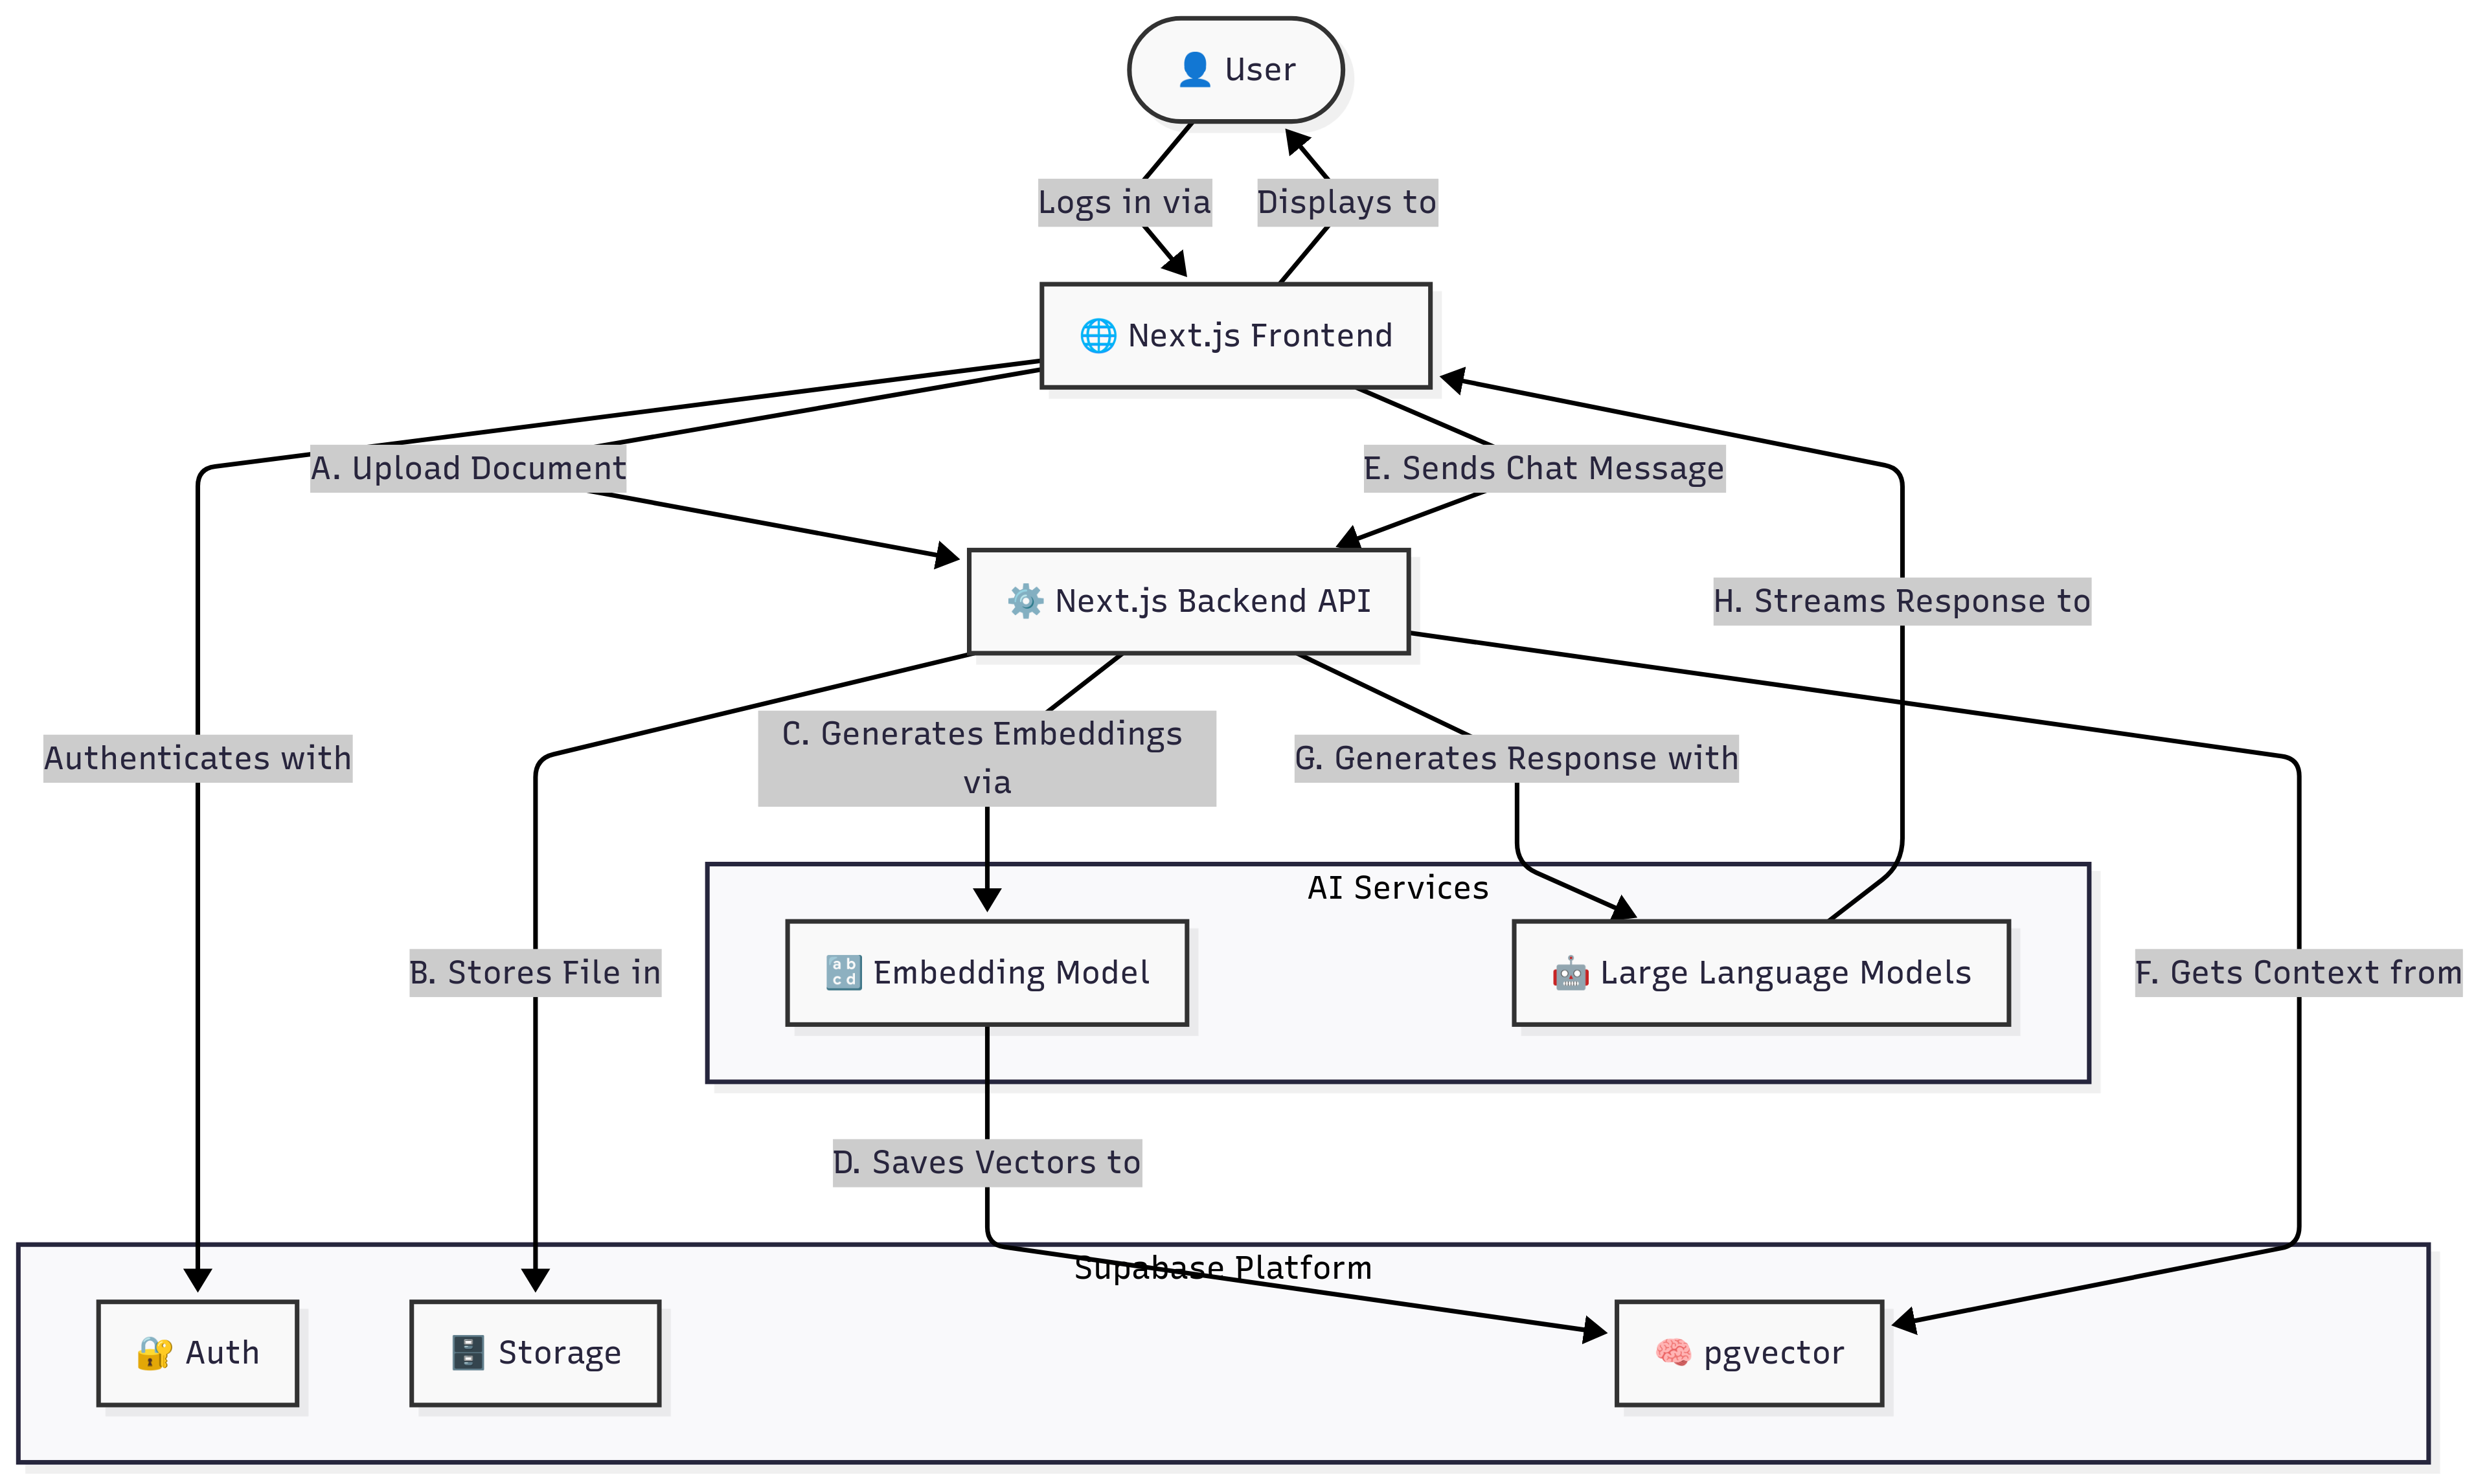 User
Logs in via
Displays to
Next.js Frontend
A. Upload Document
E. Sends Chat Message
Next.js Backend API
H. Streams Response to
Authenticates with
C. Generates Embeddings
via
G. Generates Response with
AI Services
B. Stores File in
abcd
Embedding Model
Large Language Models
F. Gets Context from
D. Saves Vectors to
Supabase Platform
Auth
Storage
pgvector